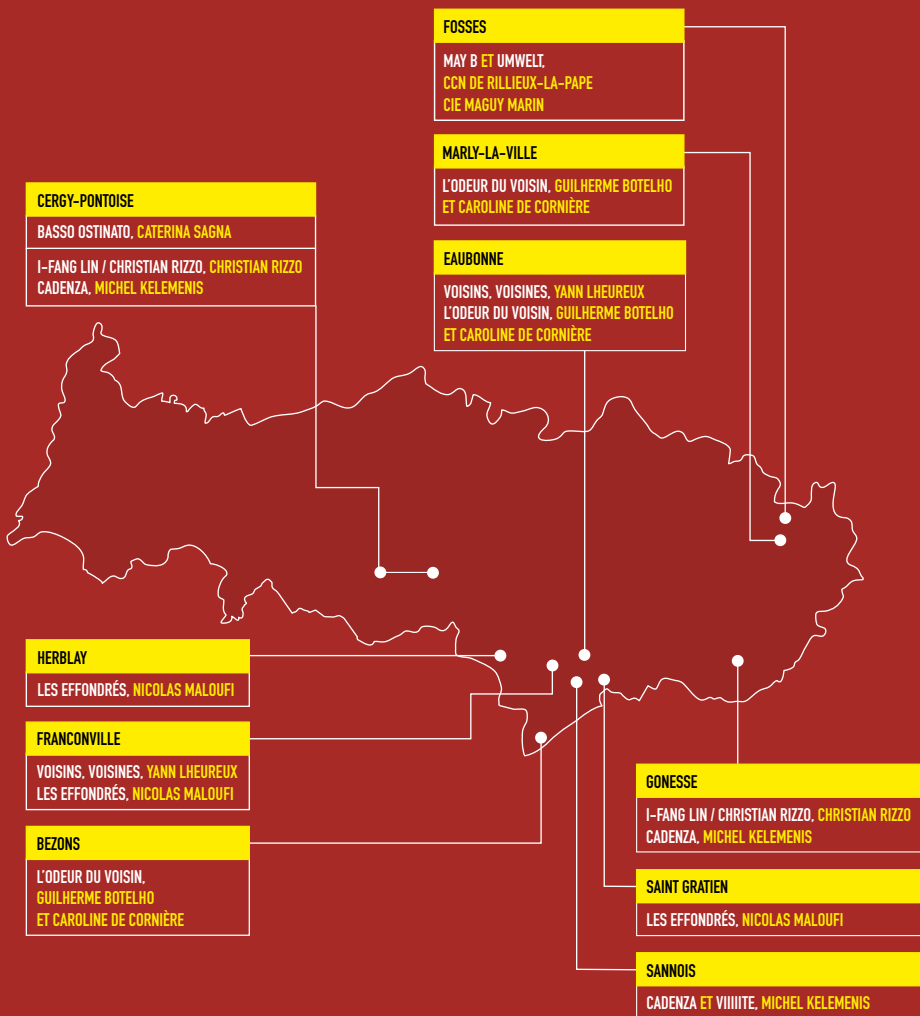 FOSSES
MAY B ET UMWELT,
CCN DE RILLIEUX-LA-PAPE
CIE MAGUY MARIN
MARLY-LA-VILLE
L'ODEUR DU VOISIN, GUILHERME BOTELHO
ET CAROLINE DE CORNIÈRE
CERGY-PONTOISE
BASSO OSTINATO, CATERINA SAGNA
I-FANG LIN / CHRISTIAN RIZZO, CHRISTIAN RIZZO
CADENZA, MICHEL KELEMENIS
EAUBONNE
VOISINS, VOISINES, YANN LHEUREUX
L'ODEUR DU VOISIN, GUILHERME BOTELHO
ET CAROLINE DE CORNIÈRE
HERBLAY
LES EFFONDRÉS, NICOLAS MALOUFI
FRANCONVILLE
VOISINS, VOISINES, YANN LHEUREUX
LES EFFONDRÉS, NICOLAS MALOUFI
BEZONS
L'ODEUR DU VOISIN,
GUILHERME BOTELHO
ET CAROLINE DE CORNIÈRE
GONESSE
I-FANG LIN / CHRISTIAN RIZZO, CHRISTIAN RIZZO
CADENZA, MICHEL KELEMENIS
SAINT GRATIEN
LES EFFONDRÉS, NICOLAS MALOUFI
SANNOIS
CADENZA ET VIIIIITE, MICHEL KELEMENIS